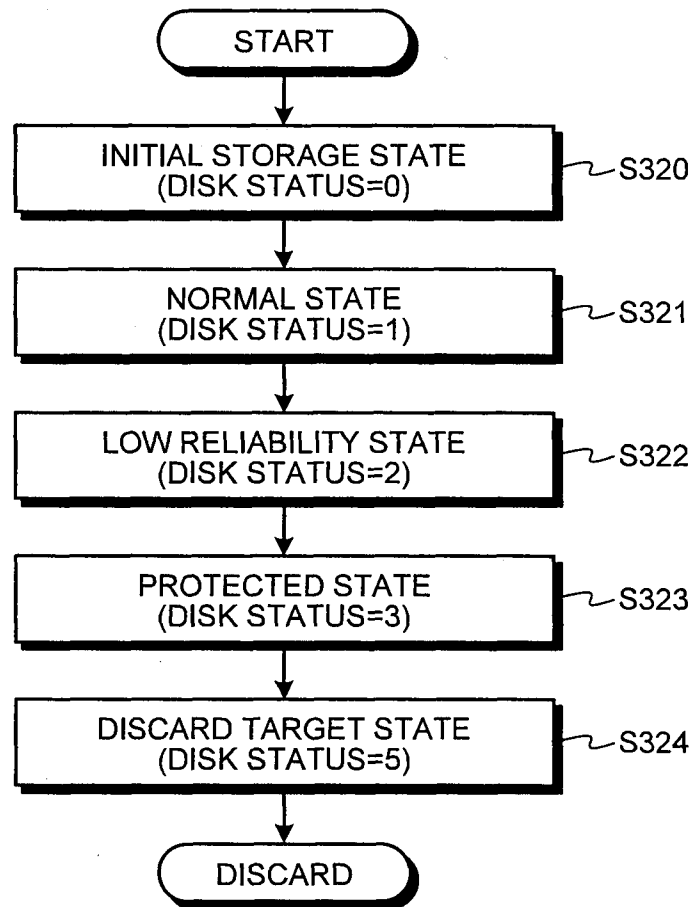 START
INITIAL STORAGE STATE
(DISK STATUS=0)
S320
NORMAL STATE
(DISK STATUS=1)
S321
LOW RELIABILITY STATE
(DISK STATUS=2)
S322
PROTECTED STATE
(DISK STATUS=3)
S323
DISCARD TARGET STATE
(DISK STATUS=5)
S324
DISCARD